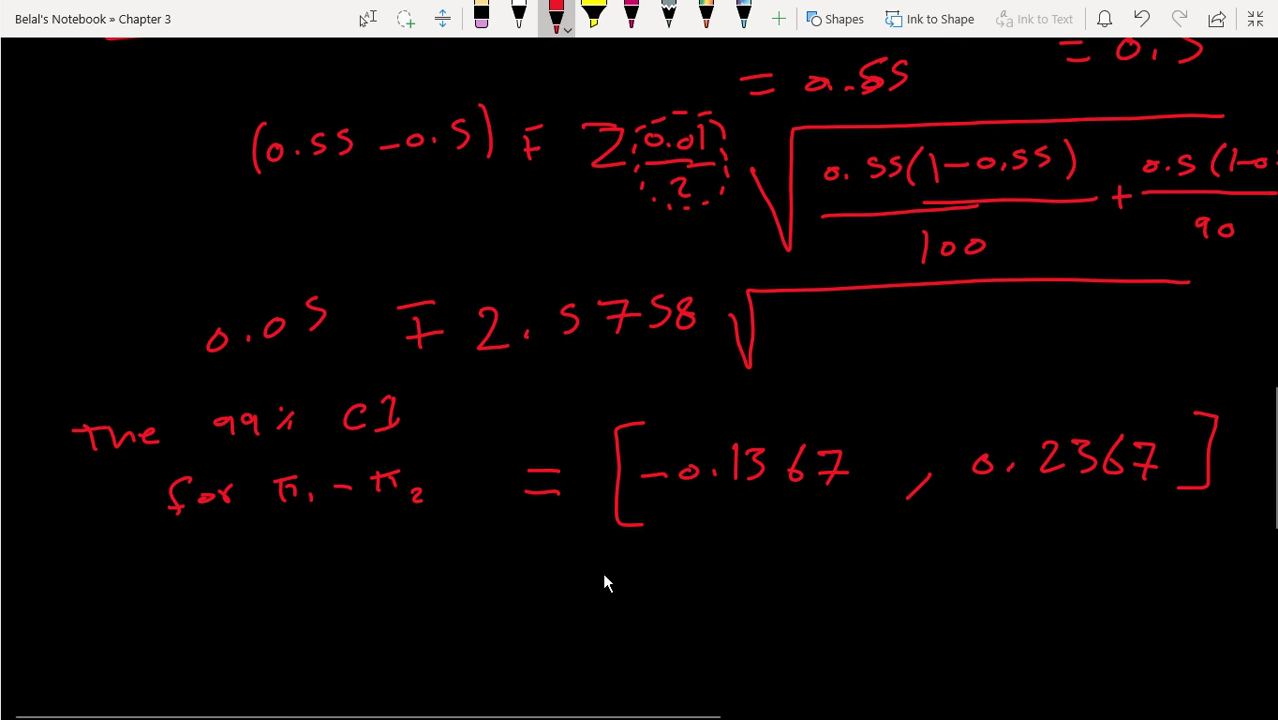 Belal's Notebook » Chapter 3
Shapes Ink to Shape Ink to Text
= 0.5
= 0.55
(0.55 - 0.5) ∓ Z 0.01/2 √ 0.55(1-0.55)/100 + 0.5(1-0./90
0.05 ∓ 2.5758 √
The 99% CI
for π₁ - π₂ = [-0.1367 , 0.2367]